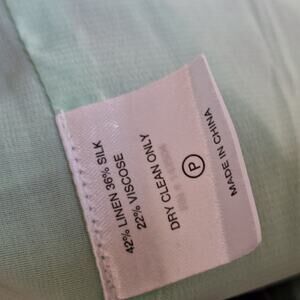 42% LINEN 36% SILK
22% VISCOSE
DRY CLEAN ONLY
P
MADE IN CHINA